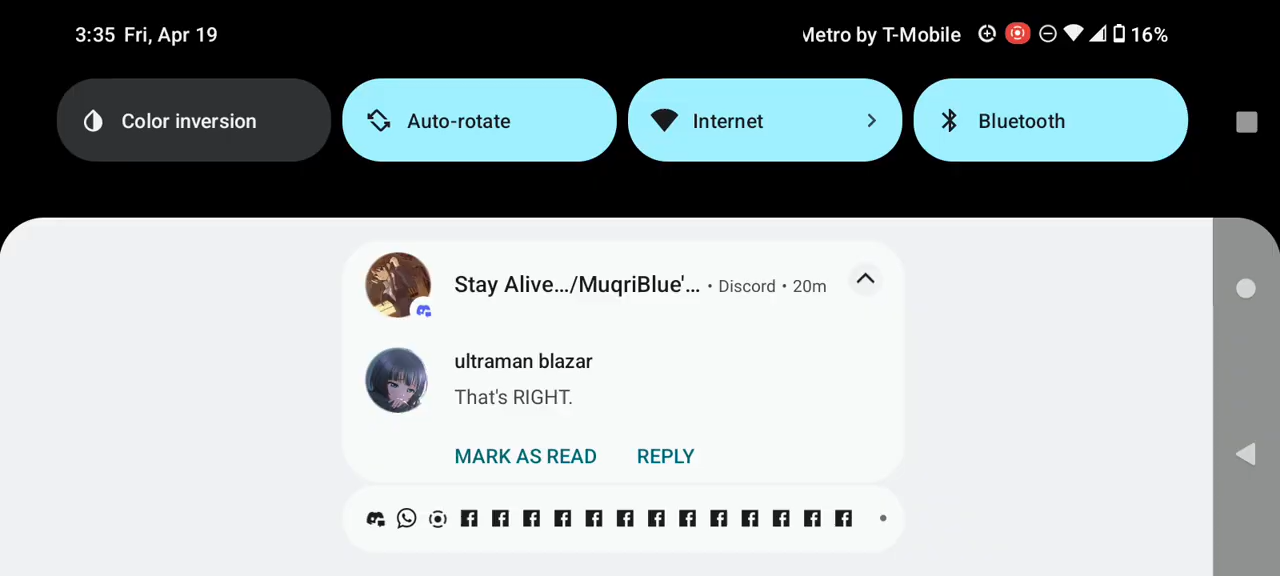 3:35 Fri, Apr 19
Metro by T-Mobile 16%
Color inversion
Auto-rotate
Internet
Bluetooth
Stay Alive.../MuqriBlue'... • Discord • 20m
ultraman blazar
That's RIGHT.
MARK AS READ REPLY